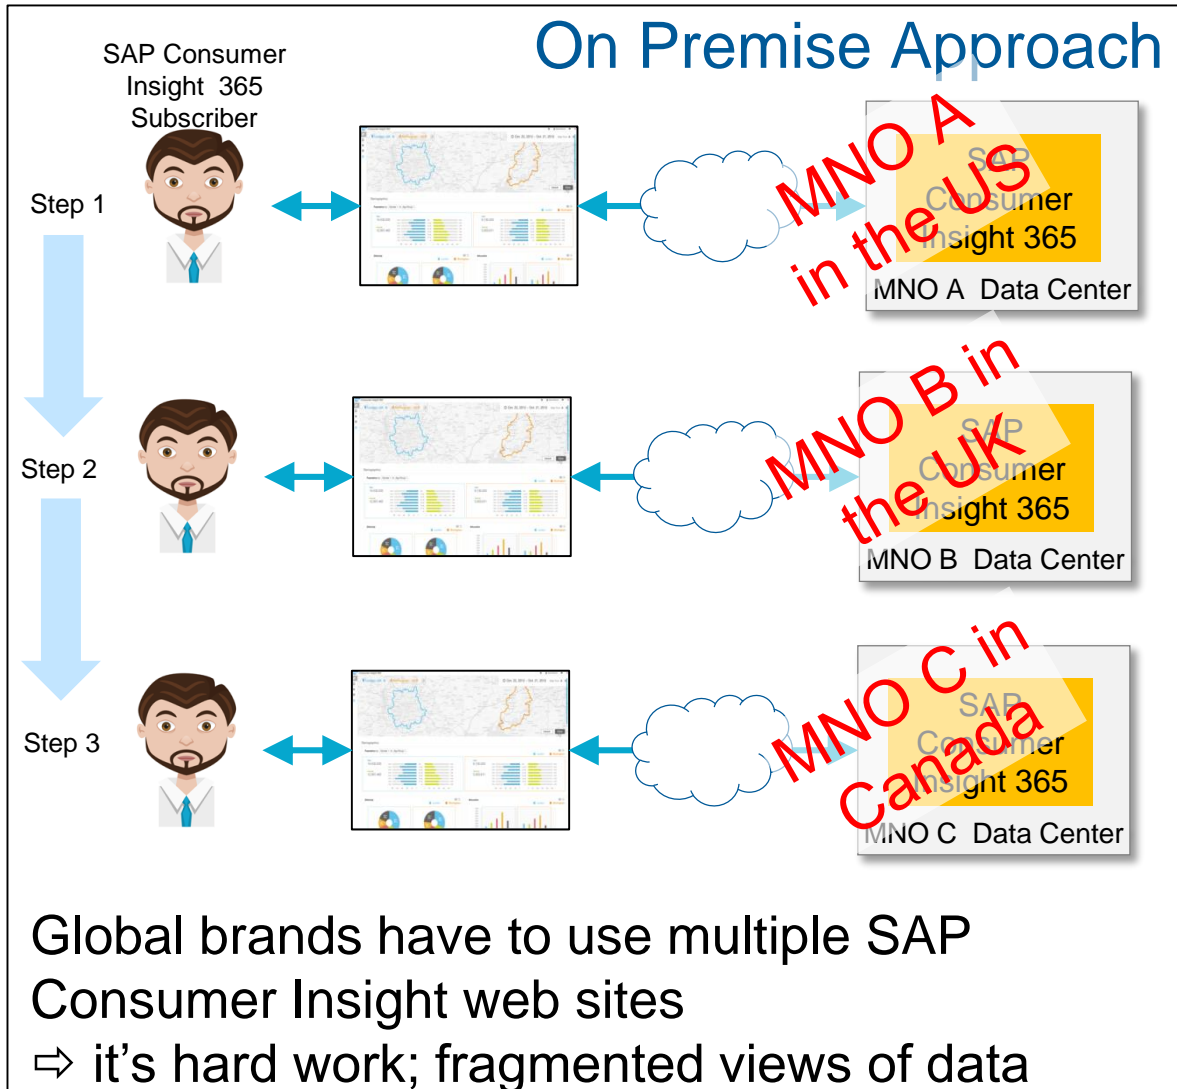 On Premise Approach
SAP Consumer
Insight 365
Subscriber
Step 1
SAP
Consumer
Insight 365
MNO A Data Center
MNO A
in the US
Step 2
SAP
Consumer
Insight 365
MNO B Data Center
MNO B in
the UK
Step 3
SAP
Consumer
Insight 365
MNO C Data Center
MNO C in
Canada
Global brands have to use multiple SAP
Consumer Insight web sites
⇨ it’s hard work; fragmented views of data